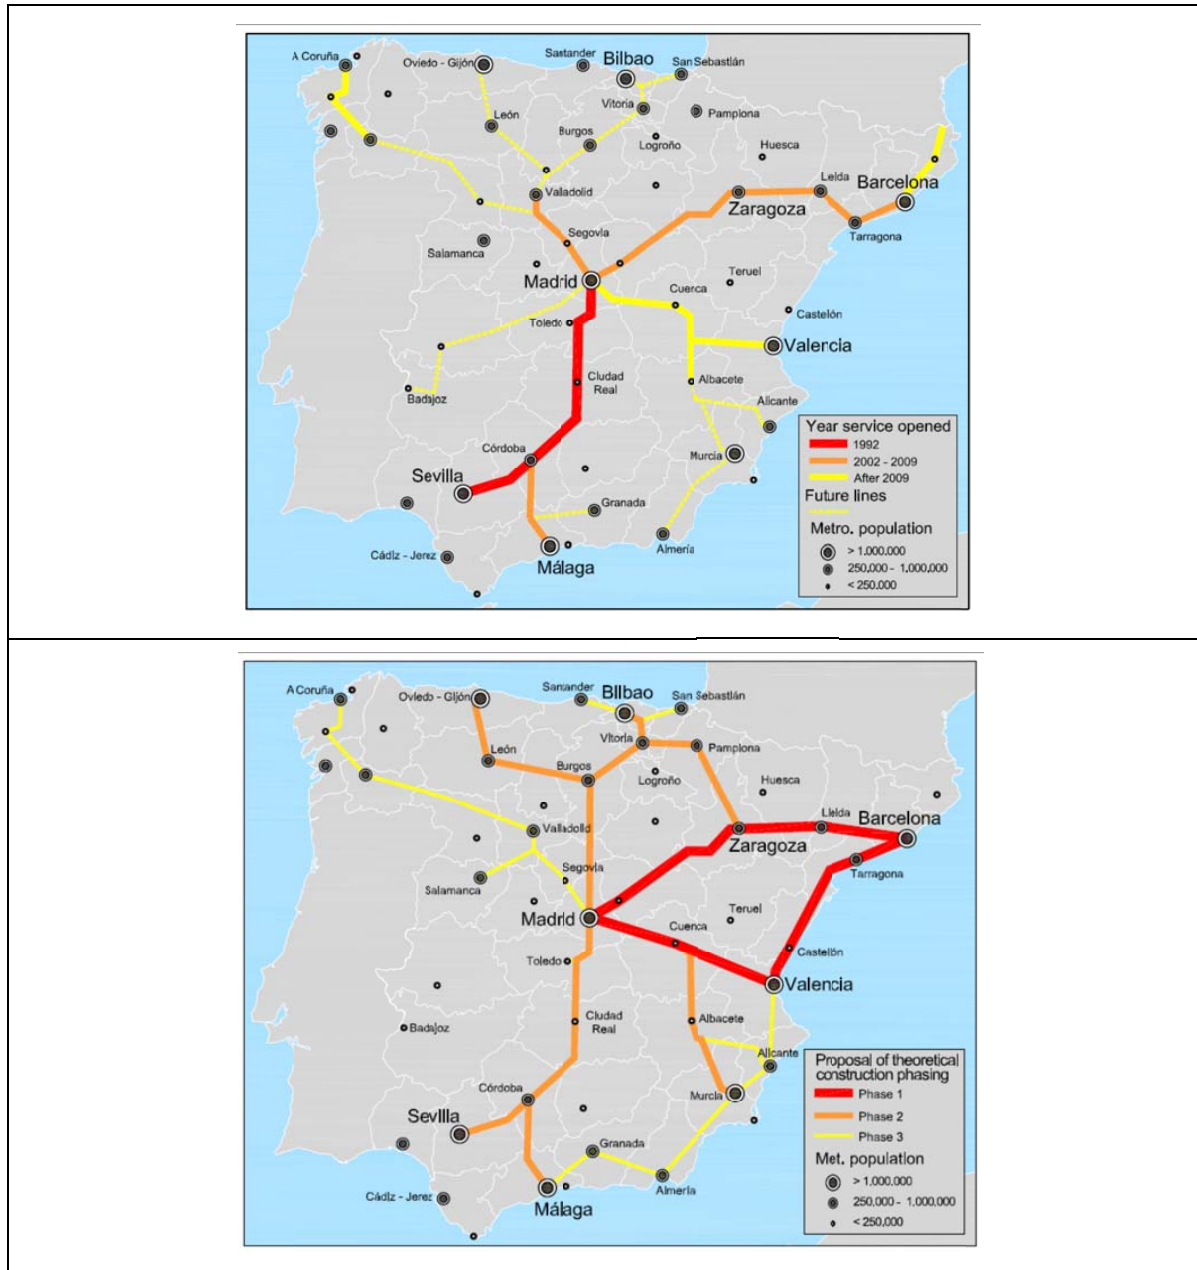 A Coruña
Oviedo - Gijón
Santander
Bilbao
San Sebastián
León
Vitoria
Pamplona
Burgos
Logroño
Huesca
Valladolid
Lleida
Barcelona
Zaragoza
Tarragona
Segovia
Salamanca
Madrid
Teruel
Cuenca
Castelón
Toledo
Valencia
Ciudad
Real
Albacete
Badajoz
Alicante
Córdoba
Murcia
Sevilla
Granada
Almería
Cádiz - Jerez
Málaga
Year service opened
1992
2002 - 2009
After 2009
Future lines
Metro. population
> 1.000.000
250,000 - 1,000,000
< 250.000
A Coruña
Oviedo - Gijón
Santander
Bilbao
San Sebastián
León
Vitoria
Pamplona
Burgos
Logroño
Huesca
Valladolid
Lleida
Barcelona
Zaragoza
Tarragona
Segovia
Salamanca
Madrid
Teruel
Cuenca
Castellón
Toledo
Valencia
Ciudad
Real
Albacete
Badajoz
Alicante
Córdoba
Murcia
Sevilla
Granada
Almería
Cádiz - Jerez
Málaga
Proposal of theoretical
construction phasing
Phase 1
Phase 2
Phase 3
Met. population
> 1.000.000
250,000 - 1,000,000
< 250,000